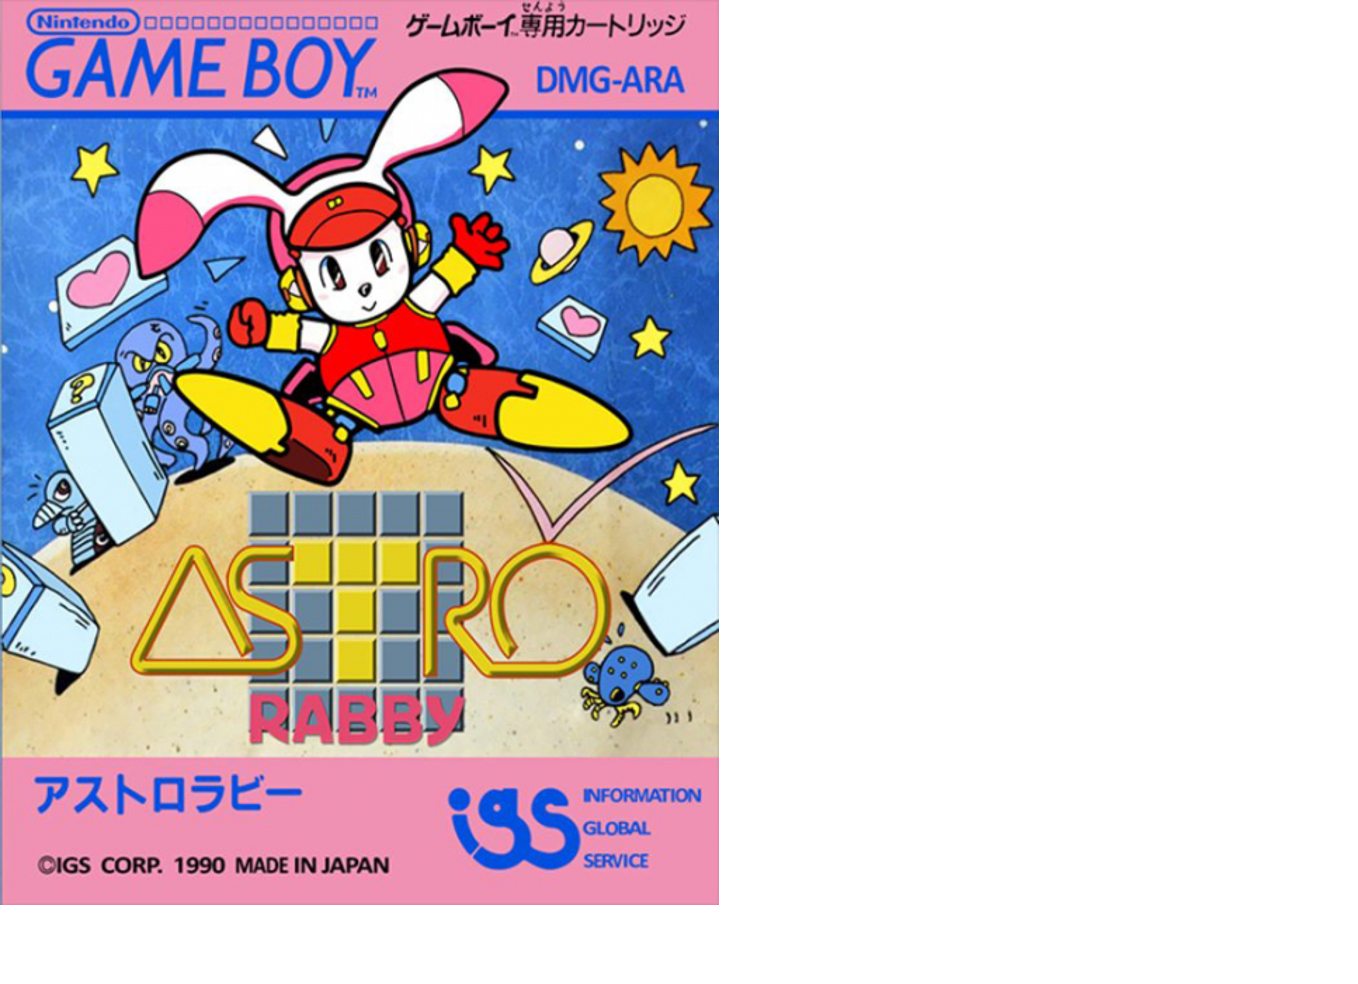 Nintendo
GAME BOY™
せんよう
ゲームボーイ™専用カートリッジ
DMG-ARA
?
ASTRO
RABBY
アストロラビー
igs
INFORMATION
GLOBAL
SERVICE
©IGS CORP. 1990 MADE IN JAPAN